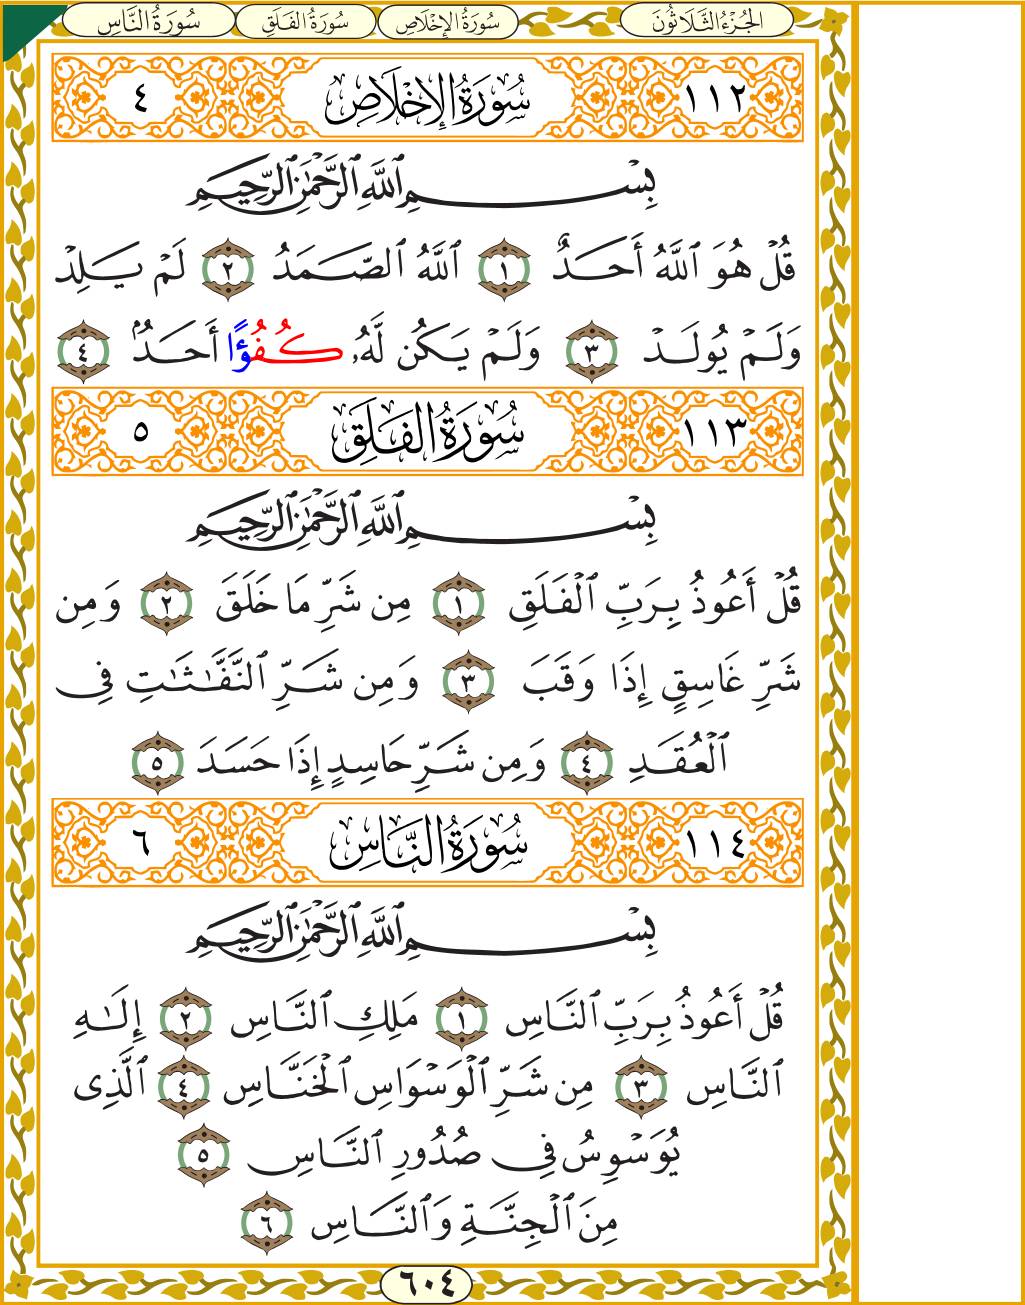 الجُزْءُ الثَّلَاثُونَ سُورَةُ الإِخْلَاصِ سُورَةُ الفَلَقِ سُورَةُ النَّاسِ
١١٢ سُورَةُ الإِخْلَاصِ ٤
بِسْمِ ٱللَّهِ ٱلرَّحْمَٰنِ ٱلرَّحِيمِ
قُلْ هُوَ ٱللَّهُ أَحَدٌ ١ ٱللَّهُ ٱلصَّمَدُ ٢ لَمْ يَلِدْ
وَلَمْ يُولَدْ ٣ وَلَمْ يَكُن لَّهُۥ كُفُؤًا أَحَدٌۢ ٤
١١٣ سُورَةُ الفَلَقِ ٥
بِسْمِ ٱللَّهِ ٱلرَّحْمَٰنِ ٱلرَّحِيمِ
قُلْ أَعُوذُ بِرَبِّ ٱلْفَلَقِ ١ مِن شَرِّ مَا خَلَقَ ٢ وَمِن
شَرِّ غَاسِقٍ إِذَا وَقَبَ ٣ وَمِن شَرِّ ٱلنَّفَّٰثَٰتِ فِى
ٱلْعُقَدِ ٤ وَمِن شَرِّ حَاسِدٍ إِذَا حَسَدَ ٥
١١٤ سُورَةُ النَّاسِ ٦
بِسْمِ ٱللَّهِ ٱلرَّحْمَٰنِ ٱلرَّحِيمِ
قُلْ أَعُوذُ بِرَبِّ ٱلنَّاسِ ١ مَلِكِ ٱلنَّاسِ ٢ إِلَٰهِ
ٱلنَّاسِ ٣ مِن شَرِّ ٱلْوَسْوَاسِ ٱلْخَنَّاسِ ٤ ٱلَّذِى
يُوَسْوِسُ فِى صُدُورِ ٱلنَّاسِ ٥
مِنَ ٱلْجِنَّةِ وَٱلنَّاسِ ٦
٦٠٤